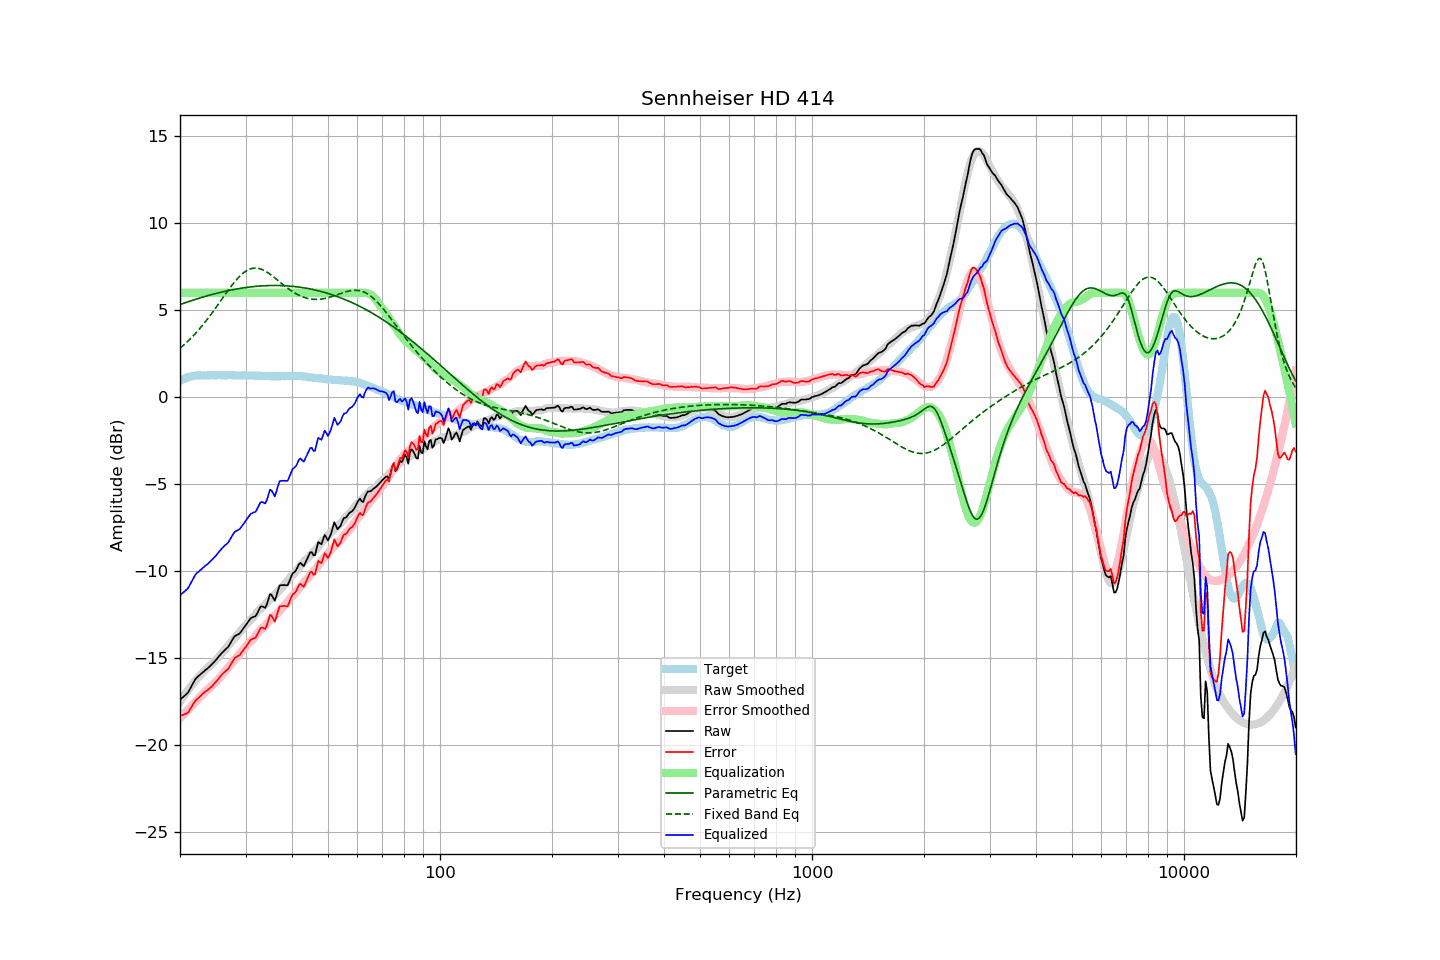 Sennheiser HD 414
15
10
5
0
−5
−10
−15
−20
−25
Amplitude (dBr)
100
1000
10000
Frequency (Hz)
Target
Raw Smoothed
Error Smoothed
Raw
Error
Equalization
Parametric Eq
Fixed Band Eq
Equalized